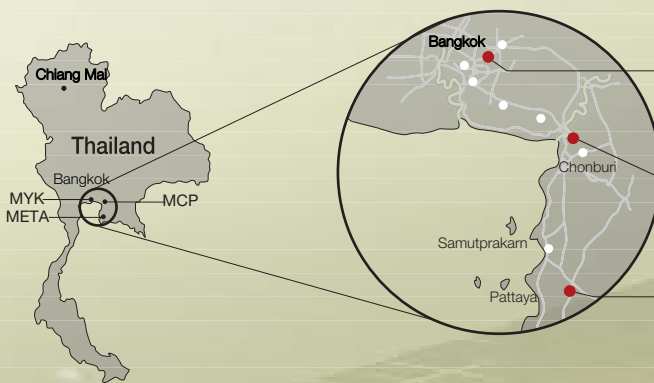 Chiang Mai
Thailand
Bangkok
MYK
MCP
META
Bangkok
Chonburi
Samutprakarn
Pattaya